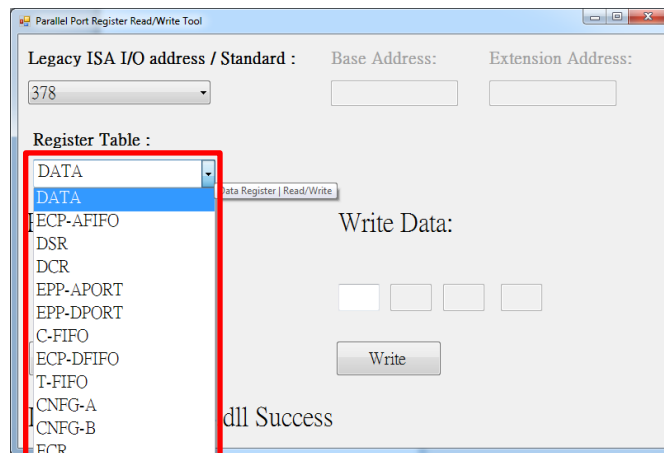 Parallel Port Register Read/Write Tool
Legacy ISA I/O address / Standard :
Base Address:
Extension Address:
378
Register Table :
DATA
Data Register | Read/Write
DATA
ECP-AFIFO
DSR
Write Data:
DCR
EPP-APORT
EPP-DPORT
C-FIFO
ECP-DFIFO
Write
T-FIFO
CNFG-A
CNFG-B
dll Success
ECR